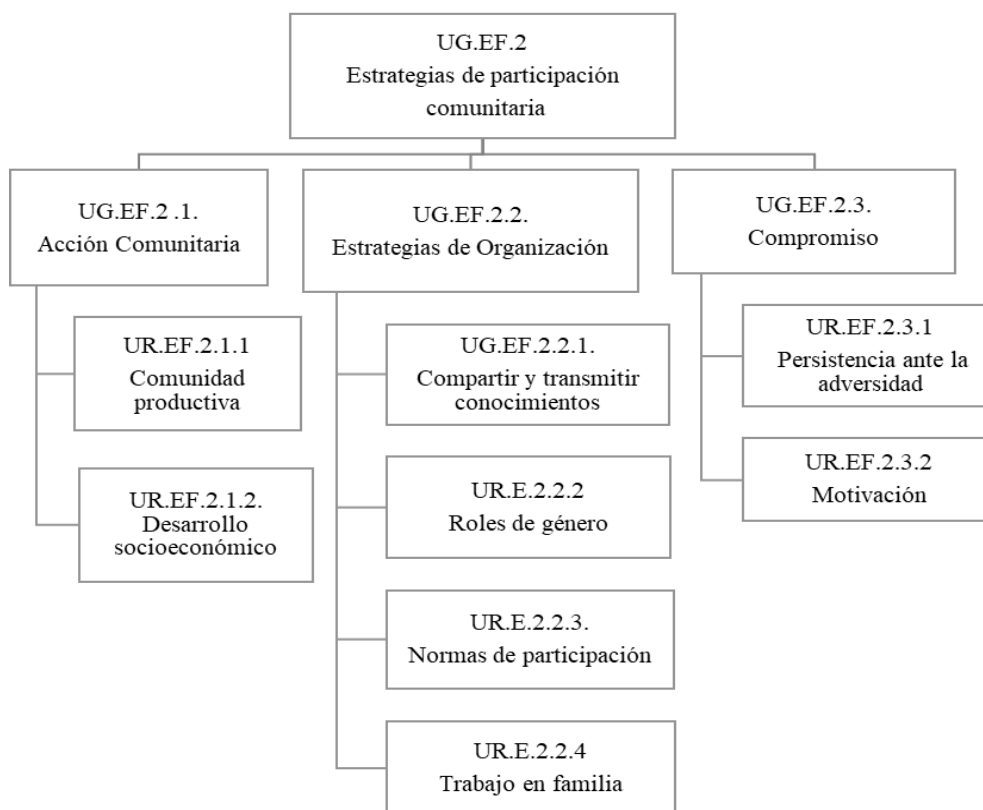 UG.EF.2
Estrategias de participación
comunitaria
UG.EF.2 .1.
Acción Comunitaria
UR.EF.2.1.1
Comunidad
productiva
UR.EF.2.1.2.
Desarrollo
socioeconómico
UG.EF.2.2.
Estrategias de Organización
UG.EF.2.2.1.
Compartir y transmitir
conocimientos
UR.E.2.2.2
Roles de género
UR.E.2.2.3.
Normas de participación
UR.E.2.2.4
Trabajo en familia
UG.EF.2.3.
Compromiso
UR.EF.2.3.1
Persistencia ante la
adversidad
UR.EF.2.3.2
Motivación